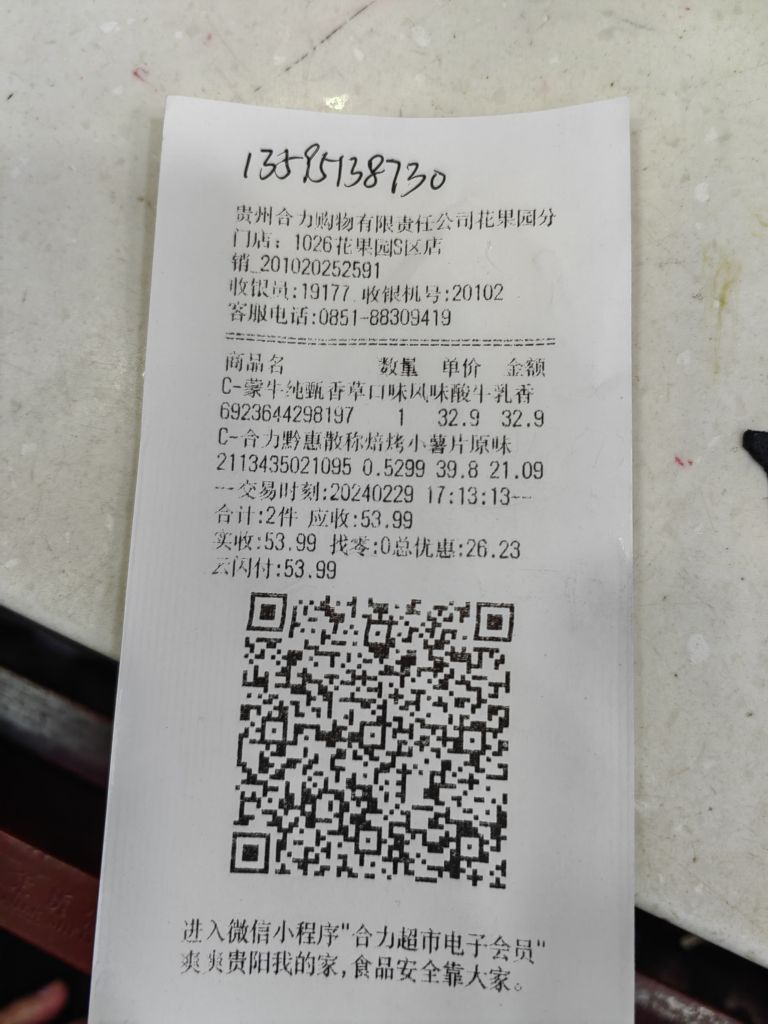 13595138730
贵州合力购物有限责任公司花果园分
门店：1026花果园S区店
销_201020252591
收银员:19177 收银机号:20102
客服电话:0851-88309419
商品名 数量 单价 金额
C-蒙牛纯甄香草口味风味酸牛乳香
6923644298197 1 32.9 32.9
C-合力黔惠散称焙烤小薯片原味
2113435021095 0.5299 39.8 21.09
--交易时刻:20240229 17:13:13--
合计:2件 应收:53.99
实收:53.99 找零:0总优惠:26.23
云闪付:53.99
进入微信小程序"合力超市电子会员"
爽爽贵阳我的家,食品安全靠大家。